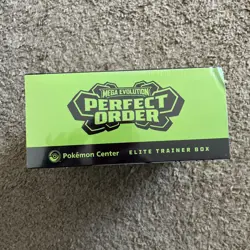 MEGA EVOLUTION
PERFECT
ORDER
Pokémon Center ELITE TRAINER BOX